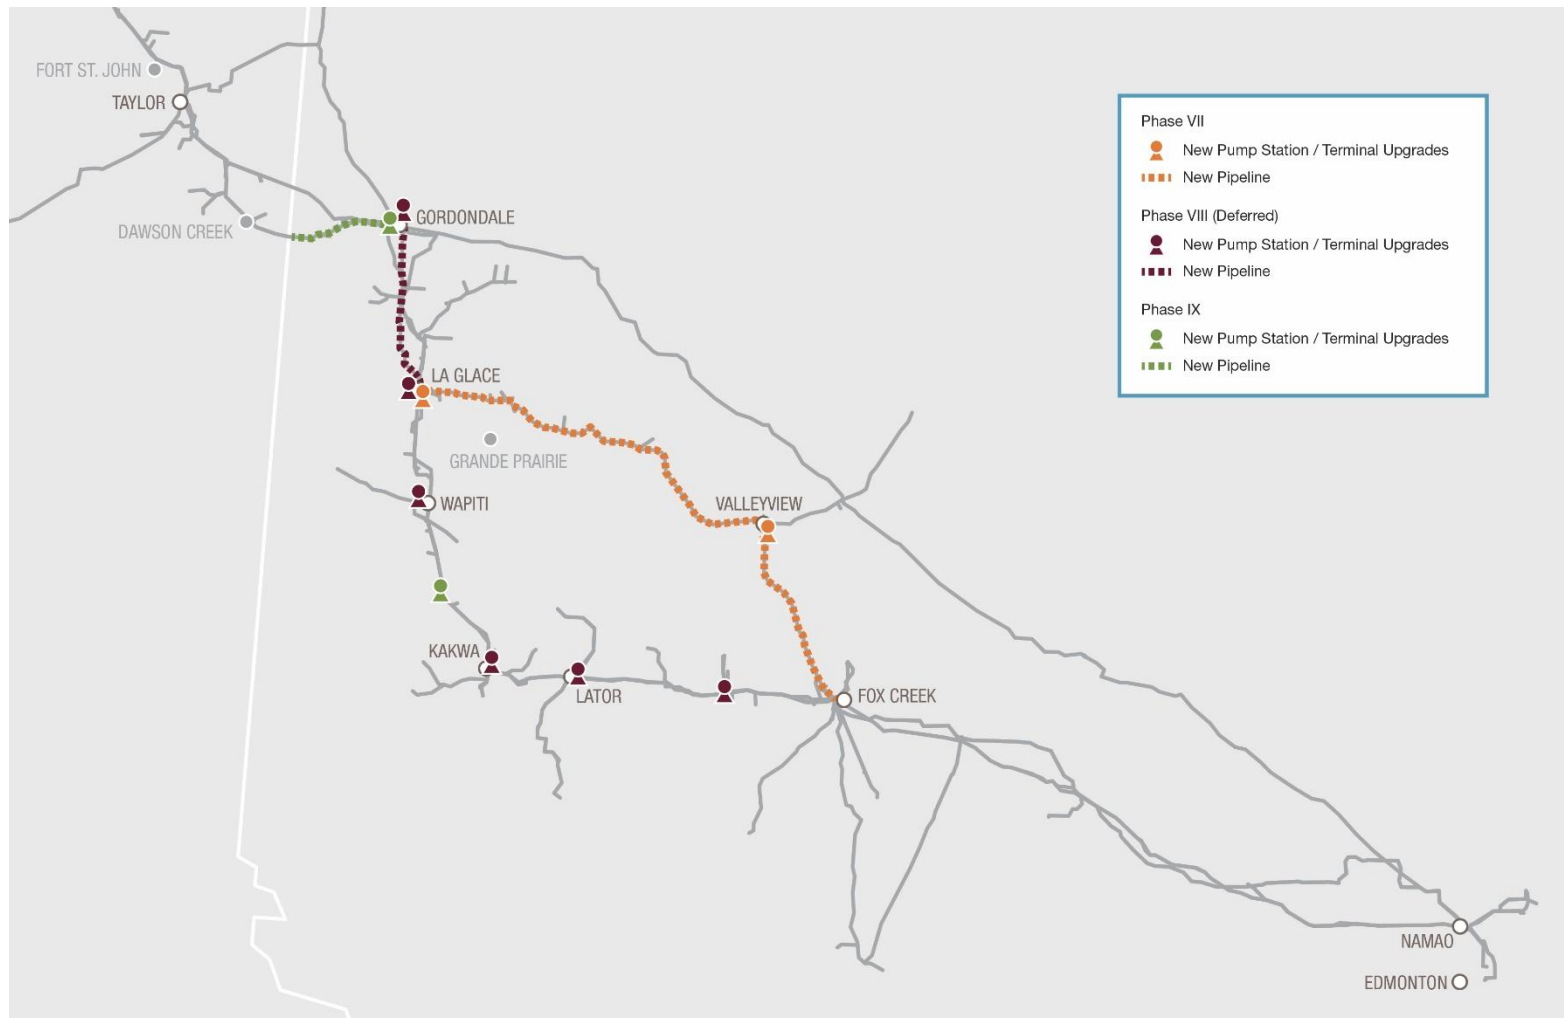 FORT ST. JOHN
TAYLOR
DAWSON CREEK
GORDONDALE
LA GLACE
GRANDE PRAIRIE
WAPITI
VALLEYVIEW
KAKWA
LATOR
FOX CREEK
NAMAO
EDMONTON
Phase VII
New Pump Station / Terminal Upgrades
New Pipeline
Phase VIII (Deferred)
New Pump Station / Terminal Upgrades
New Pipeline
Phase IX
New Pump Station / Terminal Upgrades
New Pipeline